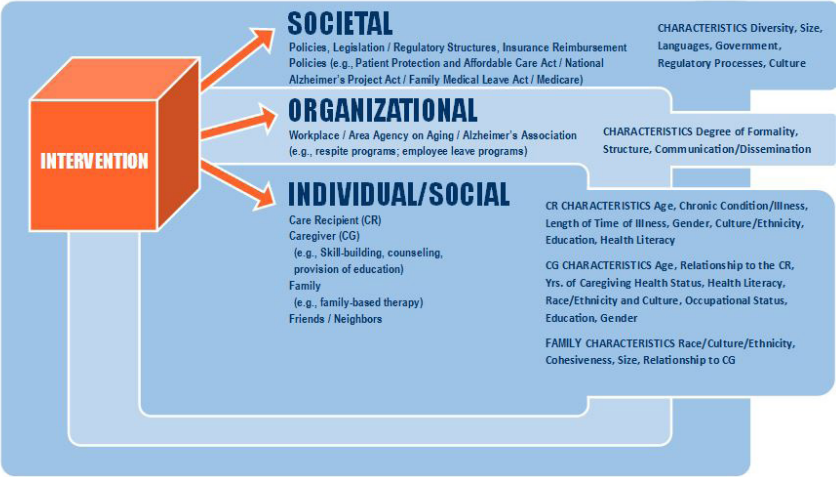 SOCIETAL
Policies, Legislation / Regulatory Structures, Insurance Reimbursement
Policies (e.g., Patient Protection and Affordable Care Act / National
Alzheimer's Project Act / Family Medical Leave Act / Medicare)
CHARACTERISTICS Diversity, Size,
Languages, Government,
Regulatory Processes, Culture
INTERVENTION
ORGANIZATIONAL
Workplace / Area Agency on Aging / Alzheimer's Association
(e.g., respite programs; employee leave programs)
CHARACTERISTICS Degree of Formality,
Structure, Communication/Dissemination
INDIVIDUAL/SOCIAL
Care Recipient (CR)
Caregiver (CG)
(e.g., Skill-building, counseling,
provision of education)
Family
(e.g., family-based therapy)
Friends / Neighbors
CR CHARACTERISTICS Age, Chronic Condition/Illness,
Length of Time of Illness, Gender, Culture/Ethnicity,
Education, Health Literacy
CG CHARACTERISTICS Age, Relationship to the CR,
Yrs. of Caregiving Health Status, Health Literacy,
Race/Ethnicity and Culture, Occupational Status,
Education, Gender
FAMILY CHARACTERISTICS Race/Culture/Ethnicity,
Cohesiveness, Size, Relationship to CG